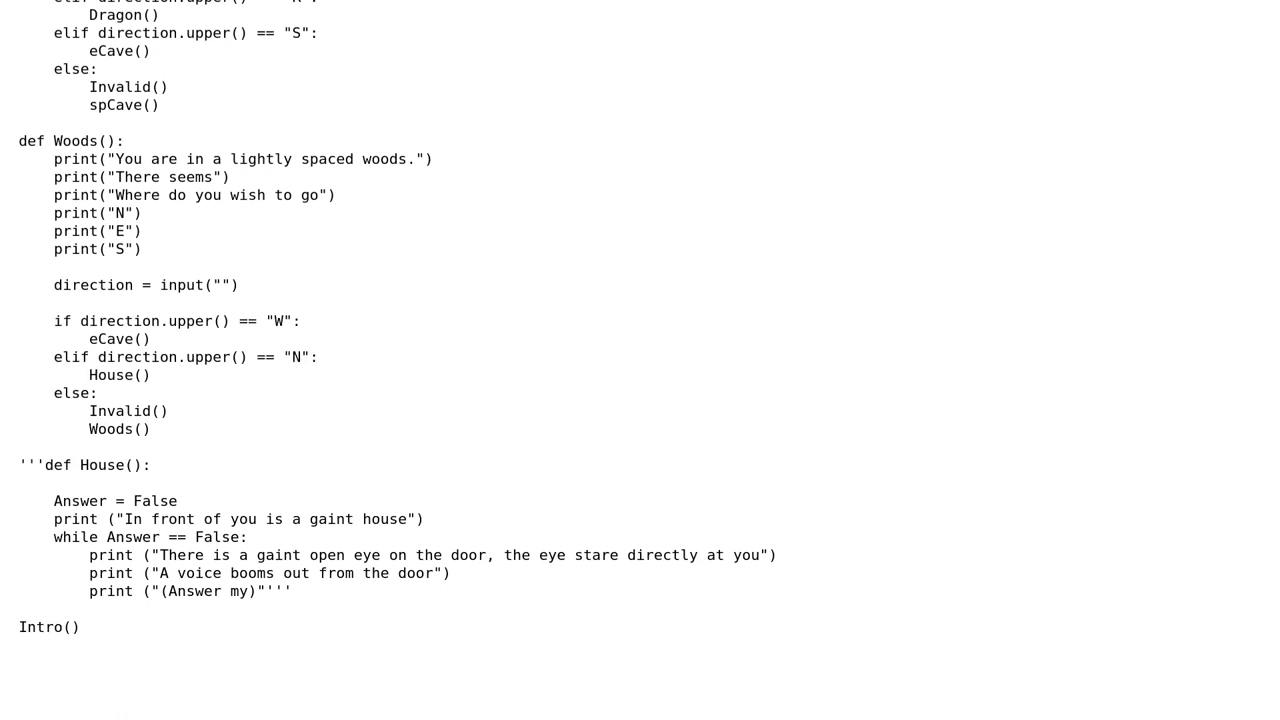 elif direction.upper() == "R":
        Dragon()
    elif direction.upper() == "S":
        eCave()
    else:
        Invalid()
        spCave()

def Woods():
    print("You are in a lightly spaced woods.")
    print("There seems")
    print("Where do you wish to go")
    print("N")
    print("E")
    print("S")

    direction = input("")

    if direction.upper() == "W":
        eCave()
    elif direction.upper() == "N":
        House()
    else:
        Invalid()
        Woods()

'''def House():

    Answer = False
    print ("In front of you is a gaint house")
    while Answer == False:
        print ("There is a gaint open eye on the door, the eye stare directly at you")
        print ("A voice booms out from the door")
        print ("(Answer my)"'''

Intro()